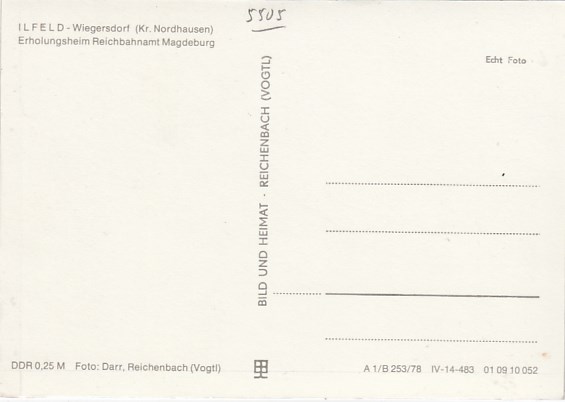 5505
ILFELD - Wiegersdorf (Kr. Nordhausen)
Erholungsheim Reichbahnamt Magdeburg
Echt Foto
BILD UND HEIMAT · REICHENBACH (VOGTL)
DDR 0,25 M Foto: Darr, Reichenbach (Vogtl)
A 1/B 253/78 IV-14-483 01 09 10 052